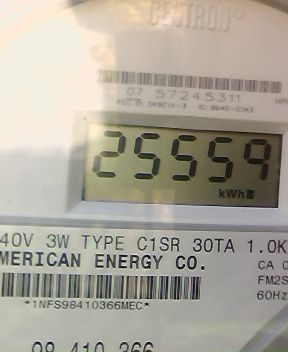 CENTRON®
07 57245311
25559
kWh
40V 3W TYPE C1SR 30TA 1.0K
MERICAN ENERGY CO.
CA 0
FM2S
*1NFS98410366MEC*
60Hz
98 410 366